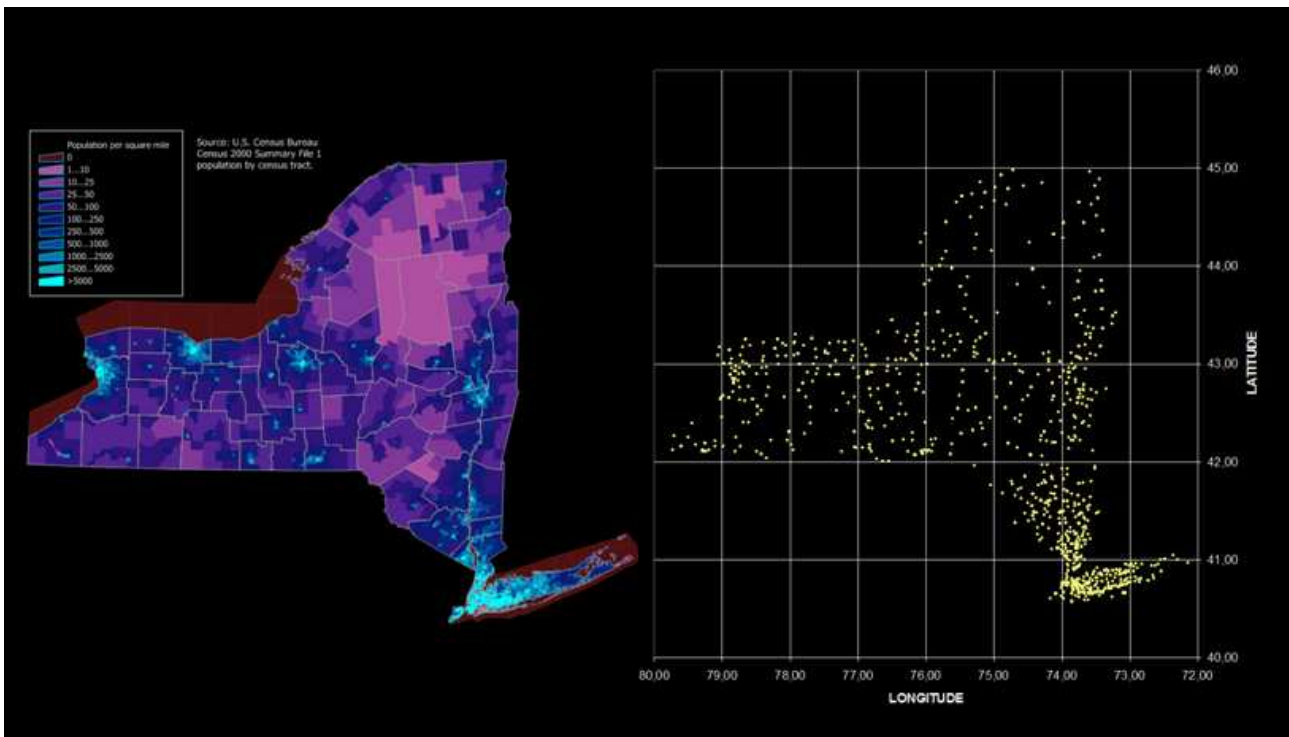 Population per square mile
0
1...10
10...25
25...50
50...100
100...250
250...500
500...1000
1000...2500
2500...5000
>5000
Source: U.S. Census Bureau
Census 2000 Summary File 1
population by census tract.
46,00
45,00
44,00
43,00
42,00
41,00
40,00
LATITUDE
80,00 79,00 78,00 77,00 76,00 75,00 74,00 73,00 72,00
LONGITUDE